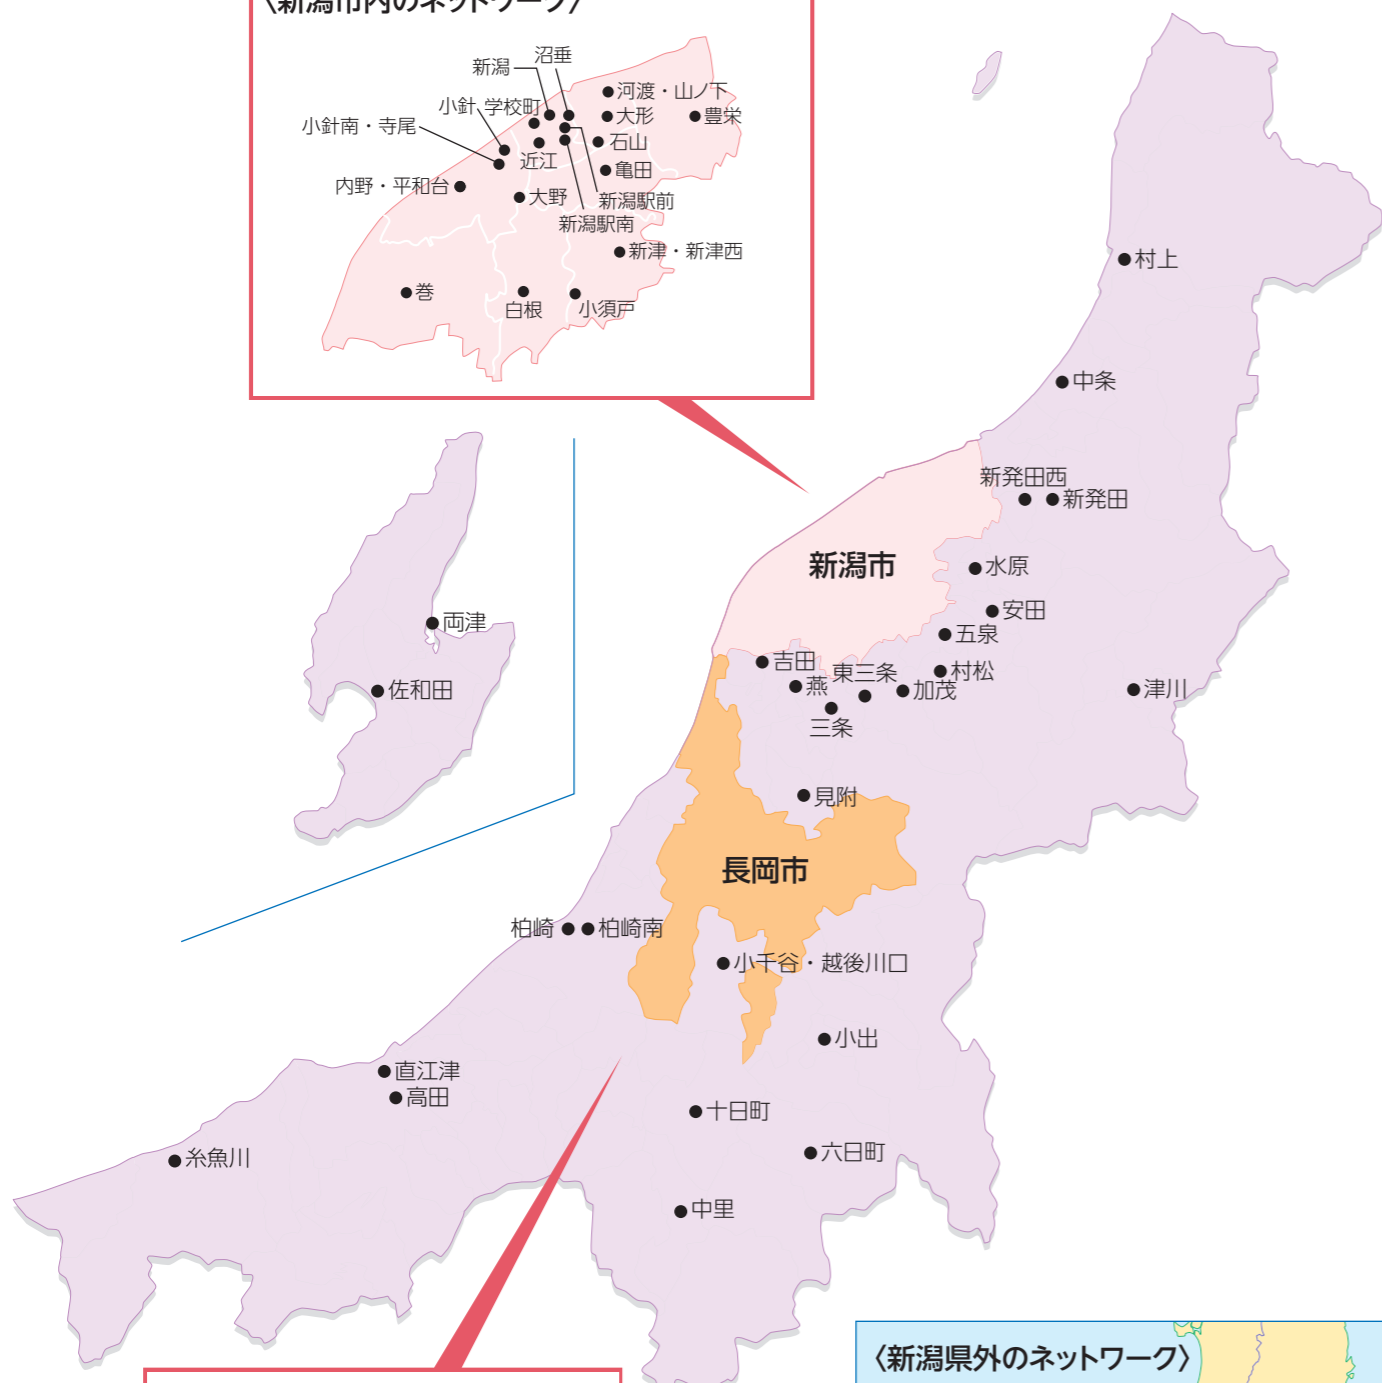 〈新潟市内のネットワーク〉
沼垂
新潟
河渡・山ノ下
小針
学校町
大形
豊栄
小針南・寺尾
石山
近江
亀田
内野・平和台
大野
新潟駅前
新潟駅南
新津・新津西
巻
白根
小須戸
村上
中条
新発田西
新発田
新潟市
水原
安田
両津
五泉
吉田
東三条
村松
燕
加茂
佐和田
津川
三条
見附
長岡市
柏崎
柏崎南
小千谷・越後川口
小出
直江津
高田
十日町
六日町
糸魚川
中里
〈新潟県外のネットワーク〉